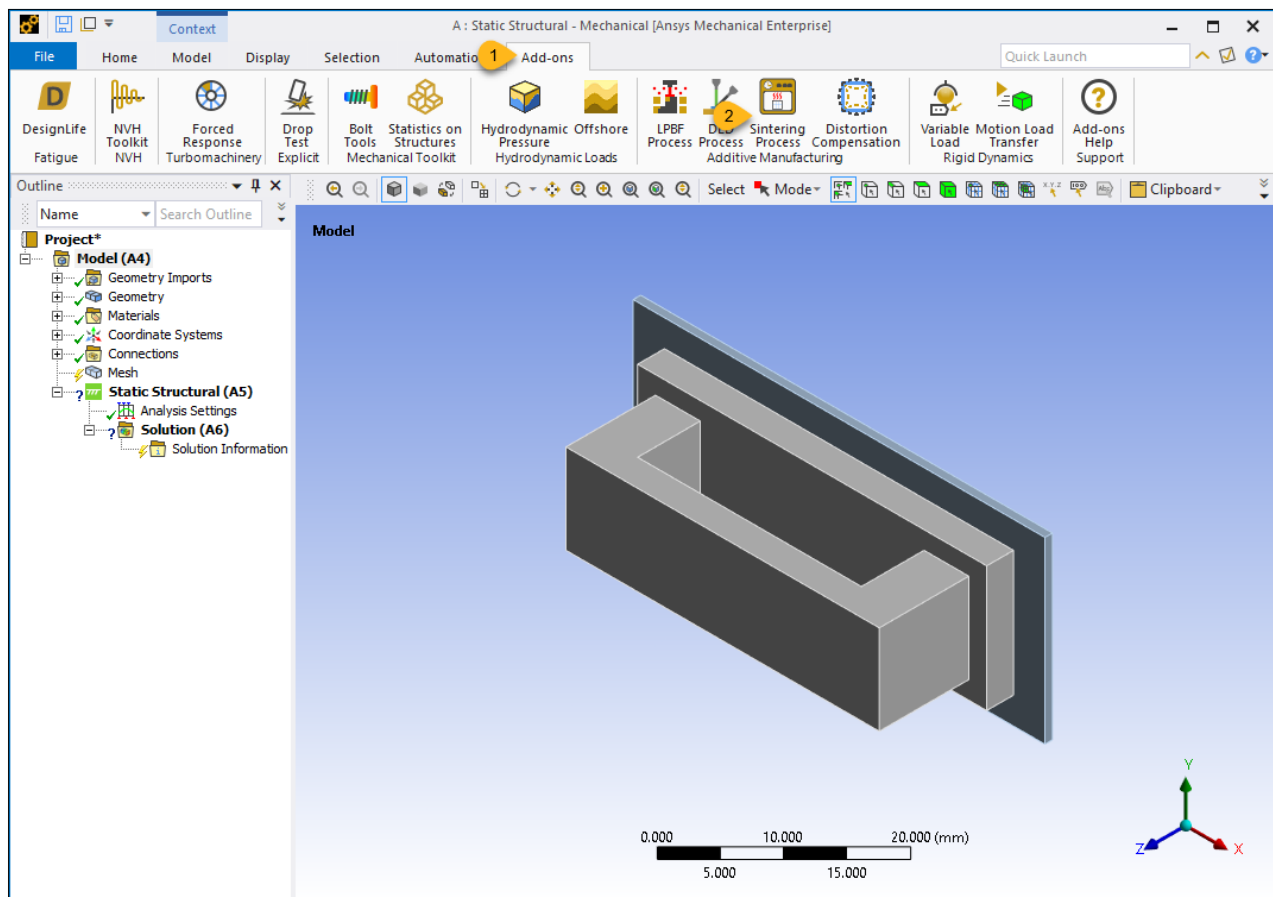 Context
A : Static Structural - Mechanical [Ansys Mechanical Enterprise]
File Home Model Display Selection Automatio 1 Add-ons Quick Launch
D
DesignLife
Fatigue
NVH
Toolkit
NVH
Forced
Response
Turbomachinery
Drop
Test
Explicit
Bolt
Tools
Statistics on
Structures
Mechanical Toolkit
Hydrodynamic
Pressure
Offshore
Hydrodynamic Loads
LPBF
Process
DED
Process
2
Sintering
Process
Distortion
Compensation
Additive Manufacturing
Variable
Load
Motion Load
Transfer
Rigid Dynamics
Add-ons
Help
Support
Outline
Select Mode Clipboard
Name Search Outline
Project*
Model (A4)
Geometry Imports
Geometry
Materials
Coordinate Systems
Connections
Mesh
Static Structural (A5)
Analysis Settings
Solution (A6)
Solution Information
Model
0.000 10.000 20.000 (mm)
5.000 15.000
Y
Z X